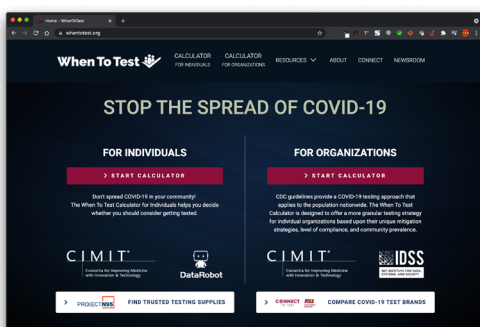 Home - WhenToTest
whentotest.org
When To Test
CALCULATOR
FOR INDIVIDUALS
CALCULATOR
FOR ORGANIZATIONS
RESOURCES
ABOUT
CONNECT
NEWSROOM
STOP THE SPREAD OF COVID-19
FOR INDIVIDUALS
> START CALCULATOR
Don't spread COVID-19 in your community!
The When To Test Calculator for Individuals helps you decide
whether you should consider getting tested.
CIMIT
Consortia for Improving Medicine
with Innovation & Technology
DataRobot
> PROJECT N95 FIND TRUSTED TESTING SUPPLIES
FOR ORGANIZATIONS
> START CALCULATOR
CDC guidelines provide a COVID-19 testing approach that
applies to the population nationwide. The When To Test
Calculator is designed to offer a more granular testing strategy
for individual organizations based upon their unique mitigation
strategies, level of compliance, and community prevalence.
CIMIT
Consortia for Improving Medicine
with Innovation & Technology
IDSS
MIT INSTITUTE FOR DATA,
SYSTEMS, AND SOCIETY
> CONNECT TO TEST ASU COMPARE COVID-19 TEST BRANDS